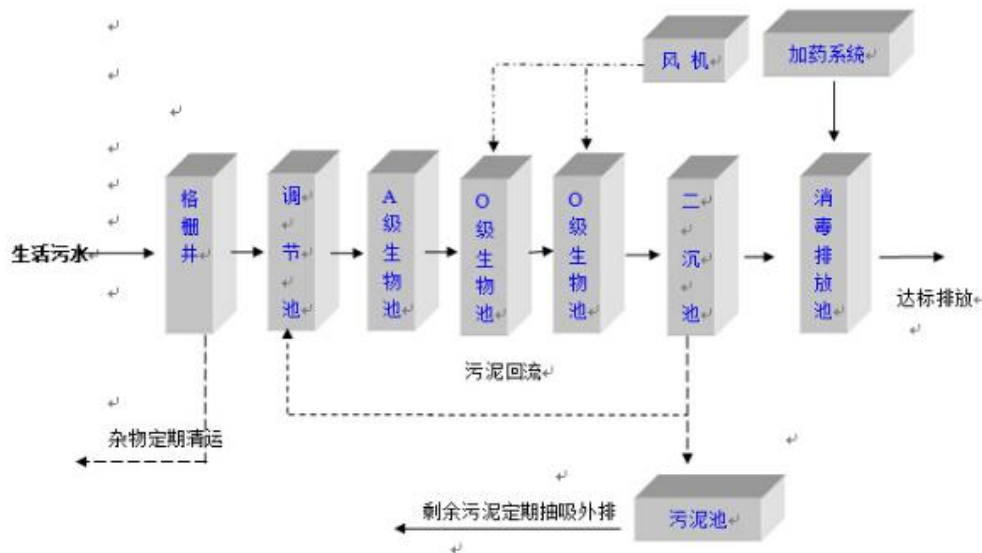 风 机
加药系统
生活污水
格栅井
调节池
A级生物池
O级生物池
O级生物池
二沉池
消毒排放池
达标排放
污泥回流
杂物定期清运
剩余污泥定期抽吸外排
污泥池